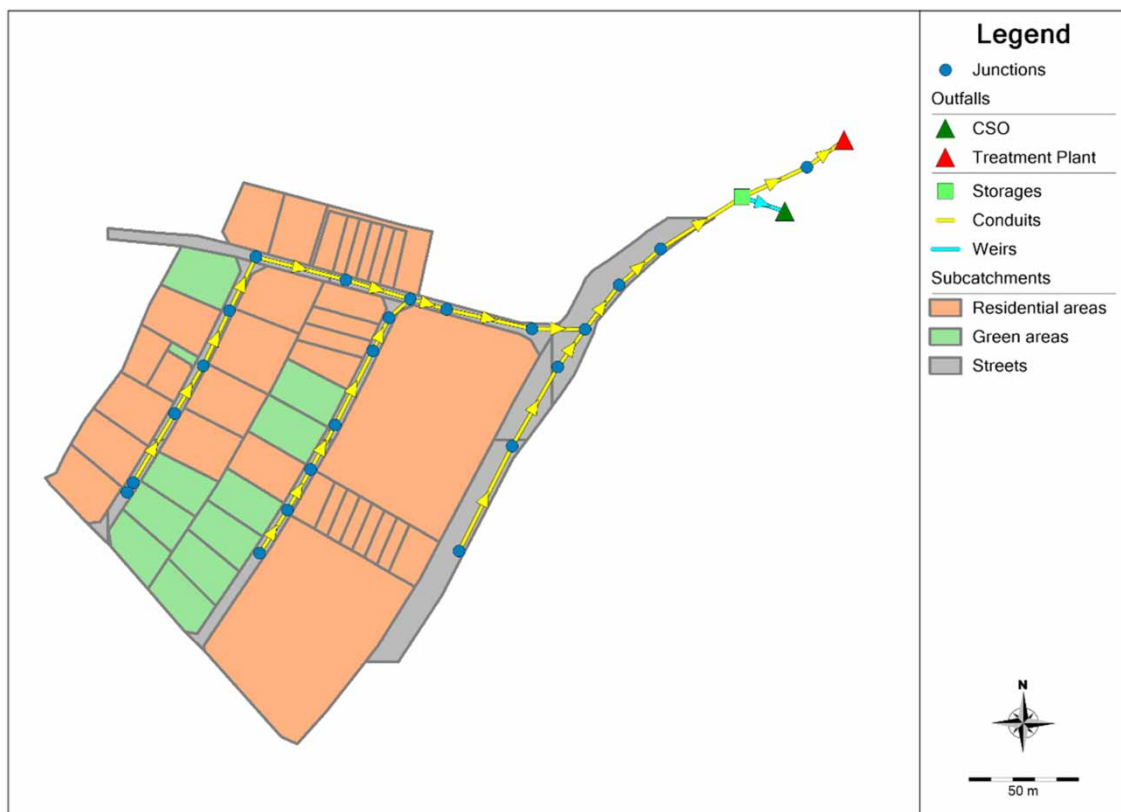 Legend
Junctions
Outfalls
CSO
Treatment Plant
Storages
Conduits
Weirs
Subcatchments
Residential areas
Green areas
Streets
N
50 m